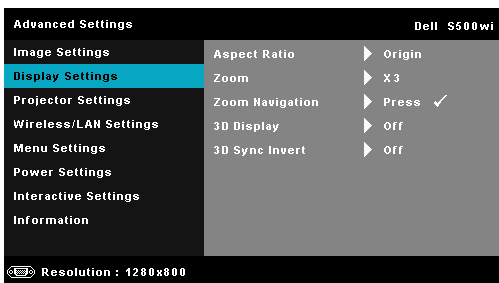 Advanced Settings Dell S500wi
Image Settings Aspect Ratio Origin
Display Settings Zoom X3
Projector Settings Zoom Navigation Press ✓
Wireless/LAN Settings 3D Display Off
Menu Settings 3D Sync Invert Off
Power Settings
Interactive Settings
Information
Resolution : 1280x800